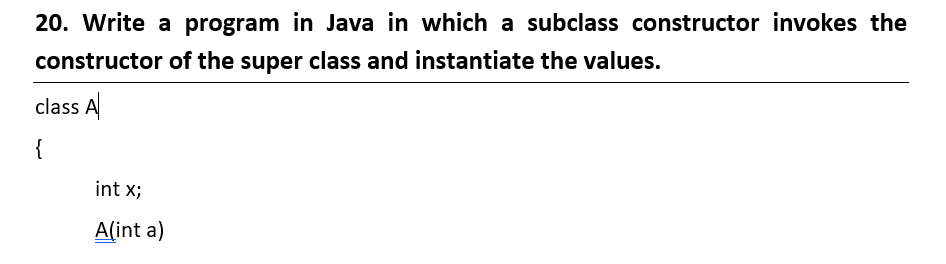 20. Write a program in Java in which a subclass constructor invokes the
constructor of the super class and instantiate the values.
class A
{
int x;
A(int a)